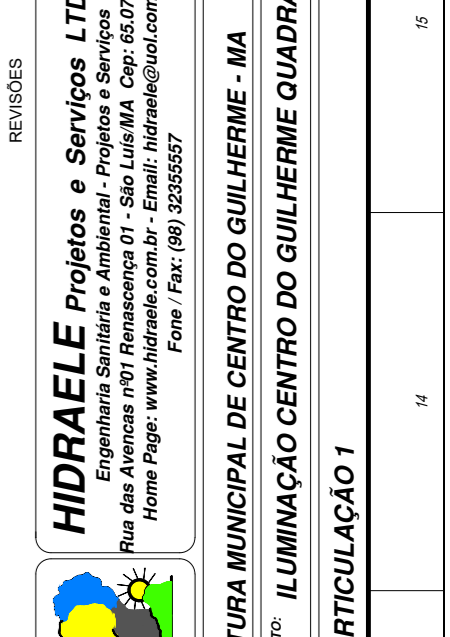 REVISÕES
HIDRAELE Projetos e Serviços LTD
Engenharia Sanitária e Ambiental - Projetos e Serviços
Rua das Avencas nº01 Renascença 01 - São Luís/MA Cep: 65.07
Home Page: www.hidraele.com.br - Email: hidraele@uol.com
Fone / Fax: (98) 32355557
TURA MUNICIPAL DE CENTRO DO GUILHERME - MA
TO: ILUMINAÇÃO CENTRO DO GUILHERME QUADRA
RTICULAÇÃO 1
14
15